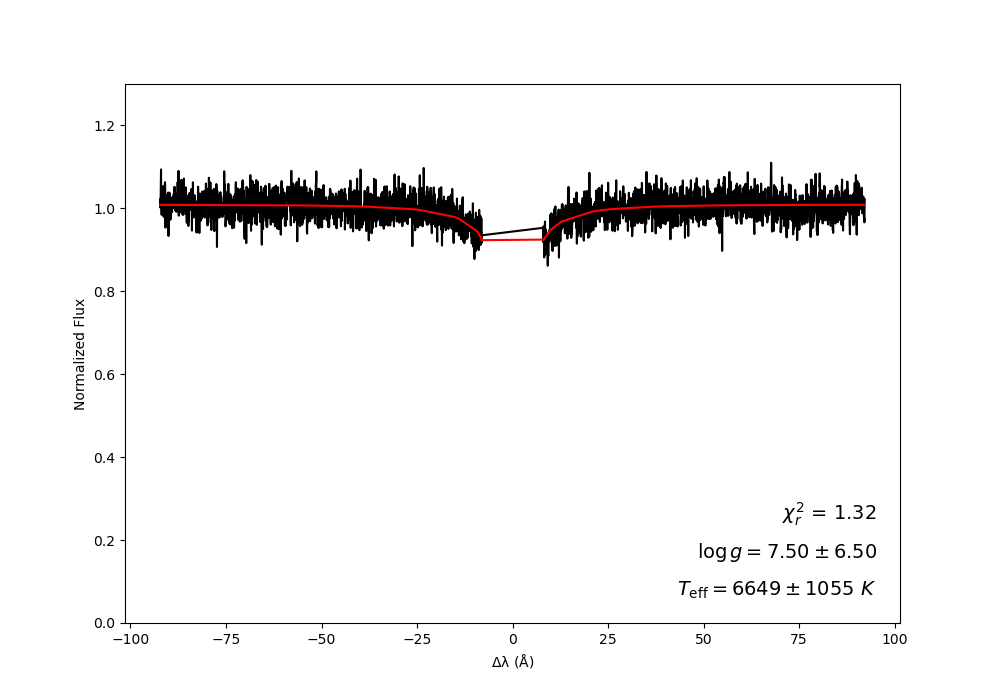 1.2
1.0
0.8
0.6
0.4
0.2
0.0
Normalized Flux
χ²ᵣ = 1.32
log g = 7.50 ± 6.50
T_eff = 6649 ± 1055 K
−100 −75 −50 −25 0 25 50 75 100
Δλ (Å)